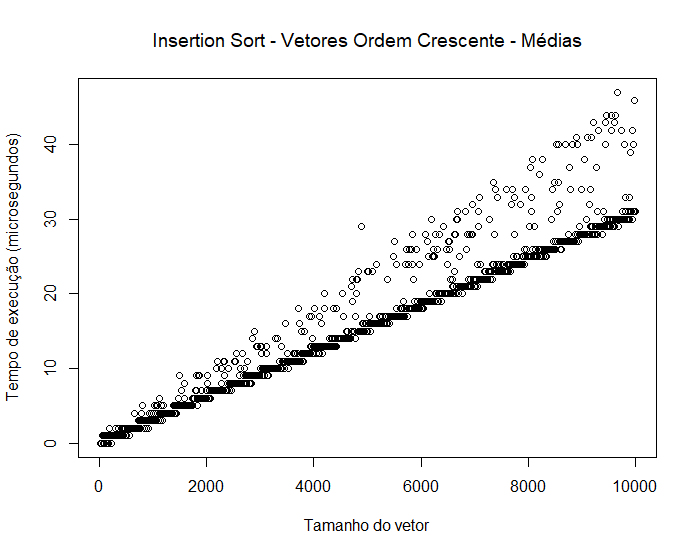 Insertion Sort - Vetores Ordem Crescente - Médias
Tempo de execução (microsegundos)
40
30
20
10
0
0 2000 4000 6000 8000 10000
Tamanho do vetor